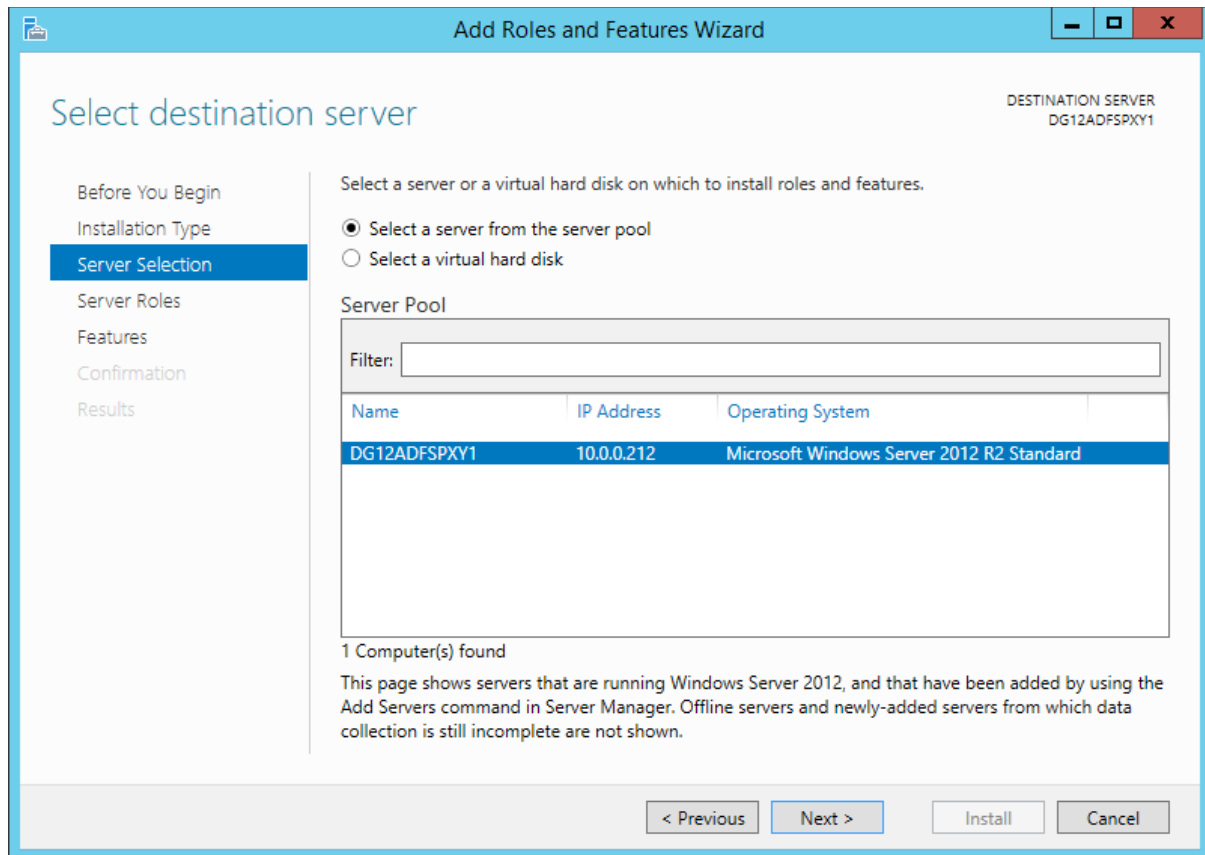 Add Roles and Features Wizard
Select destination server
DESTINATION SERVER
DG12ADFSPXY1
Before You Begin
Installation Type
Server Selection
Server Roles
Features
Confirmation
Results
Select a server or a virtual hard disk on which to install roles and features.
Select a server from the server pool
Select a virtual hard disk
Server Pool
Filter:
Name IP Address Operating System
DG12ADFSPXY1 10.0.0.212 Microsoft Windows Server 2012 R2 Standard
1 Computer(s) found
This page shows servers that are running Windows Server 2012, and that have been added by using the
Add Servers command in Server Manager. Offline servers and newly-added servers from which data
collection is still incomplete are not shown.
< Previous Next > Install Cancel